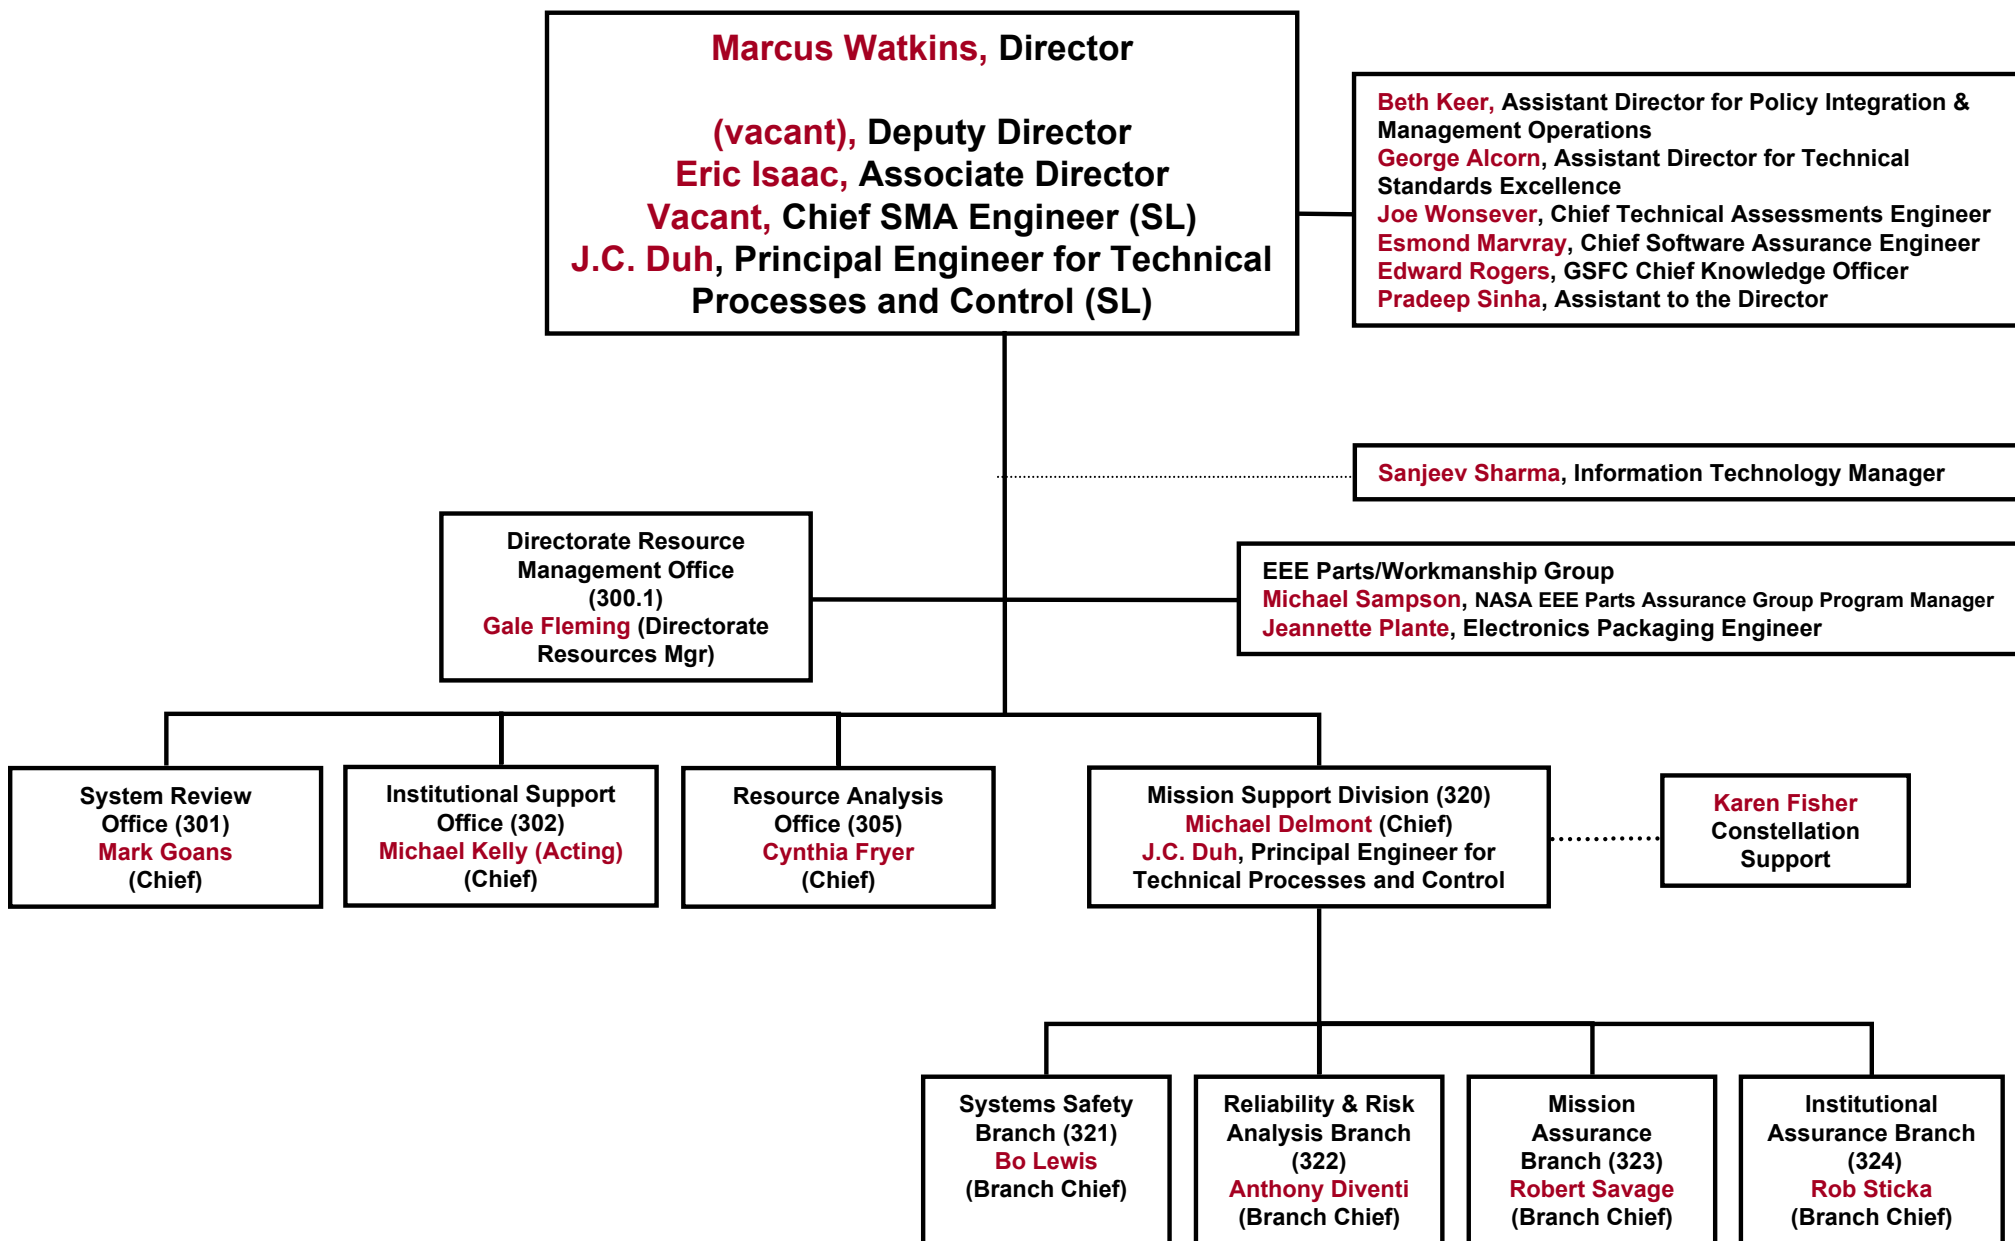 Marcus Watkins, Director
(vacant), Deputy Director
Eric Isaac, Associate Director
Vacant, Chief SMA Engineer (SL)
J.C. Duh, Principal Engineer for Technical
Processes and Control (SL)
Beth Keer, Assistant Director for Policy Integration &
Management Operations
George Alcorn, Assistant Director for Technical
Standards Excellence
Joe Wonsever, Chief Technical Assessments Engineer
Esmond Marvray, Chief Software Assurance Engineer
Edward Rogers, GSFC Chief Knowledge Officer
Pradeep Sinha, Assistant to the Director
Sanjeev Sharma, Information Technology Manager
Directorate Resource
Management Office
(300.1)
Gale Fleming (Directorate
Resources Mgr)
EEE Parts/Workmanship Group
Michael Sampson, NASA EEE Parts Assurance Group Program Manager
Jeannette Plante, Electronics Packaging Engineer
System Review
Office (301)
Mark Goans
(Chief)
Institutional Support
Office (302)
Michael Kelly (Acting)
(Chief)
Resource Analysis
Office (305)
Cynthia Fryer
(Chief)
Mission Support Division (320)
Michael Delmont (Chief)
J.C. Duh, Principal Engineer for
Technical Processes and Control
Karen Fisher
Constellation
Support
Systems Safety
Branch (321)
Bo Lewis
(Branch Chief)
Reliability & Risk
Analysis Branch
(322)
Anthony Diventi
(Branch Chief)
Mission
Assurance
Branch (323)
Robert Savage
(Branch Chief)
Institutional
Assurance Branch
(324)
Rob Sticka
(Branch Chief)